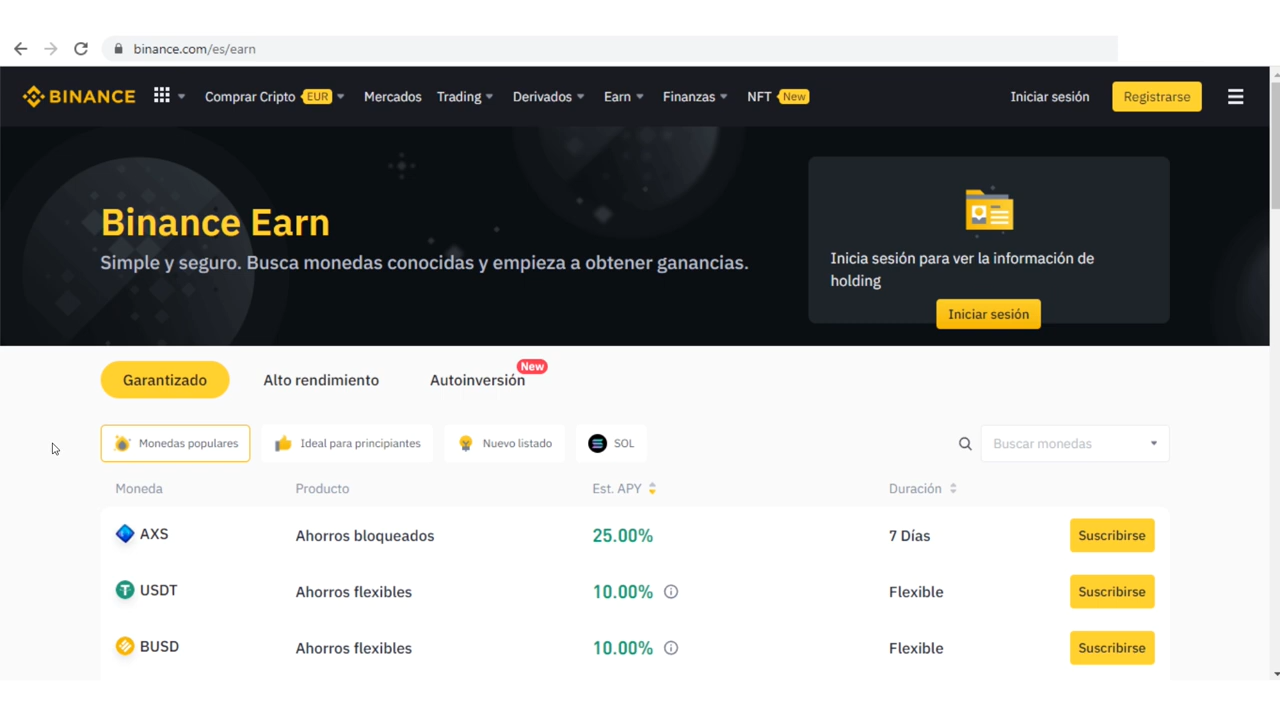 binance.com/es/earn
BINANCE Comprar Cripto EUR Mercados Trading Derivados Earn Finanzas NFT New Iniciar sesión Registrarse
Binance Earn
Simple y seguro. Busca monedas conocidas y empieza a obtener ganancias.
Inicia sesión para ver la información de
holding
Iniciar sesión
Garantizado Alto rendimiento Autoinversión New
Monedas populares Ideal para principiantes Nuevo listado SOL Buscar monedas
Moneda Producto Est. APY Duración
AXS Ahorros bloqueados 25.00% 7 Días Suscribirse
USDT Ahorros flexibles 10.00% Flexible Suscribirse
BUSD Ahorros flexibles 10.00% Flexible Suscribirse